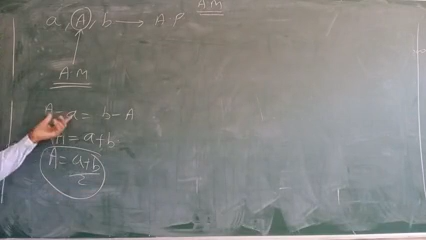 A.M
a, A, b → A.P
A.M
A - a = b - A
2A = a + b
A = a+b/2